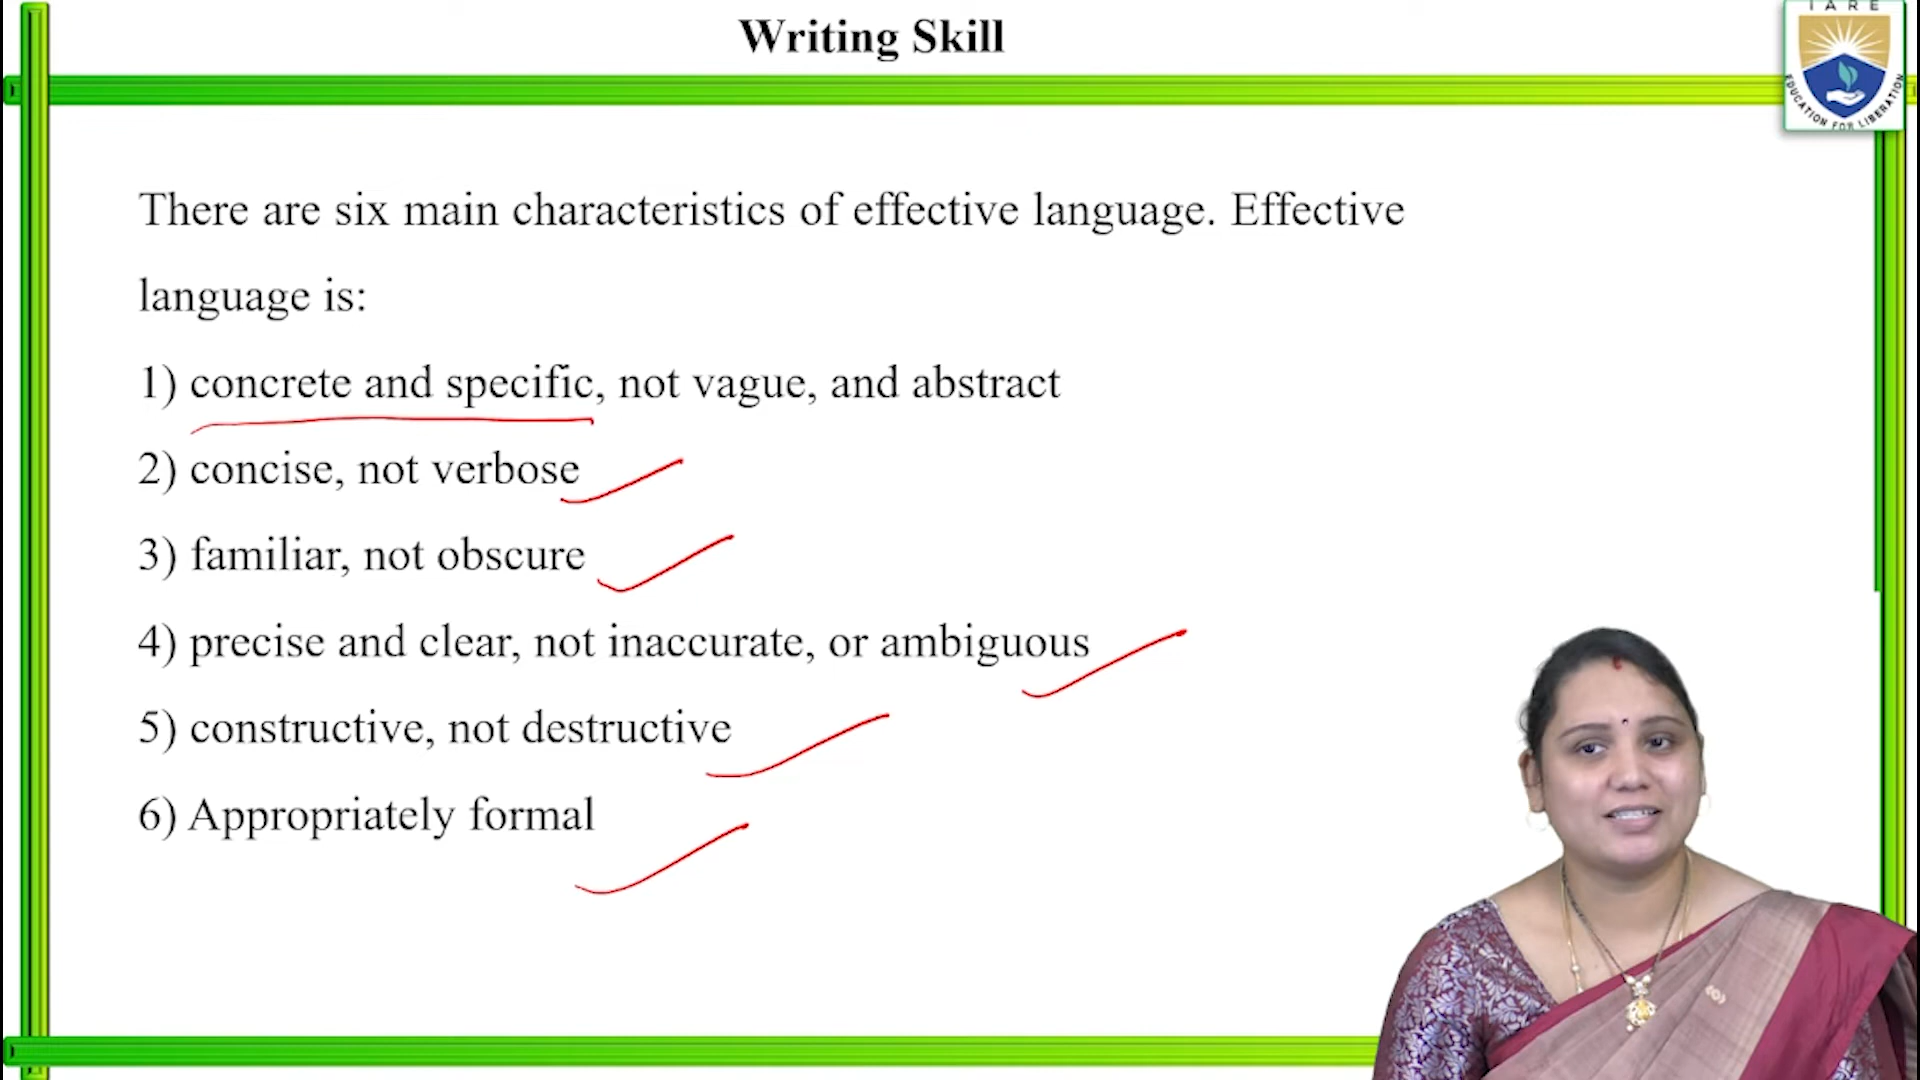 Writing Skill
IARE
EDUCATION FOR LIBERATION
There are six main characteristics of effective language. Effective
language is:
1) concrete and specific, not vague, and abstract
2) concise, not verbose
3) familiar, not obscure
4) precise and clear, not inaccurate, or ambiguous
5) constructive, not destructive
6) Appropriately formal